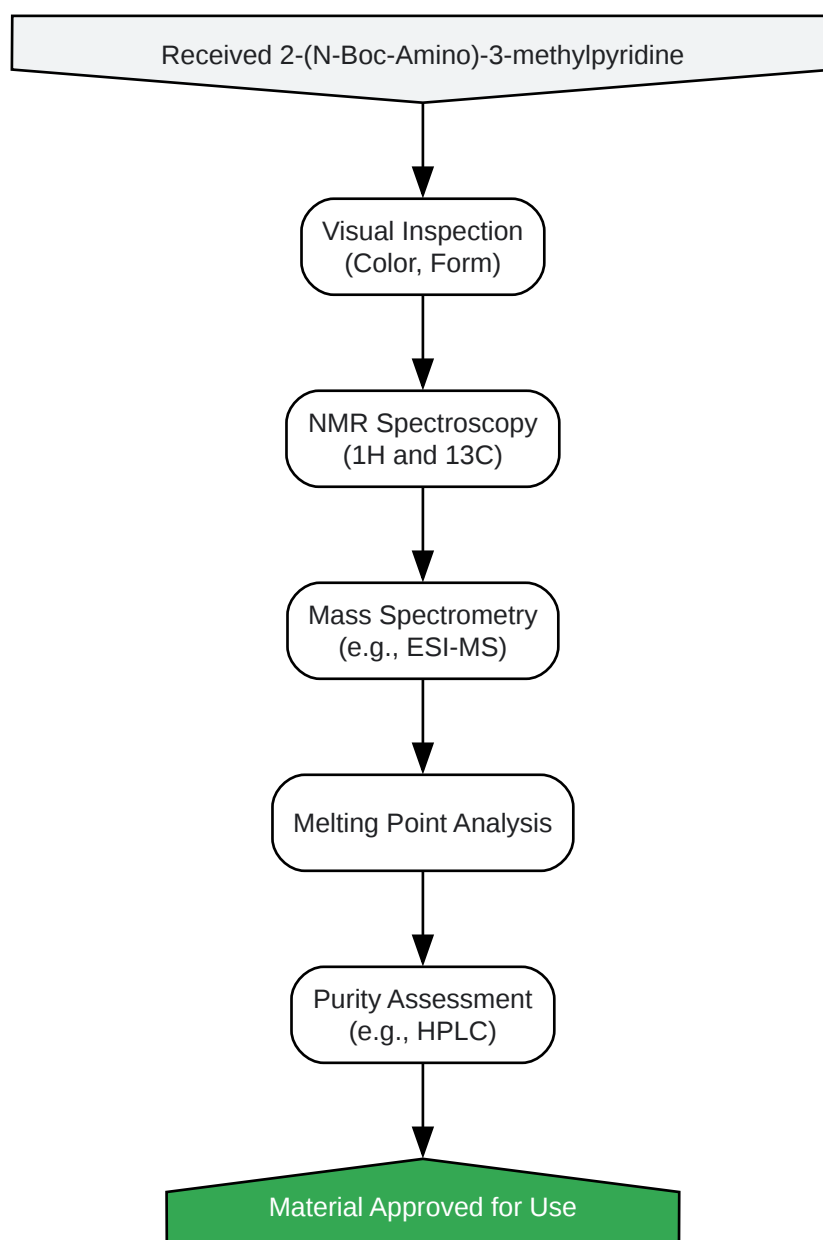 Received 2-(N-Boc-Amino)-3-methylpyridine
Visual Inspection
(Color, Form)
NMR Spectroscopy
(1H and 13C)
Mass Spectrometry
(e.g., ESI-MS)
Melting Point Analysis
Purity Assessment
(e.g., HPLC)
Material Approved for Use